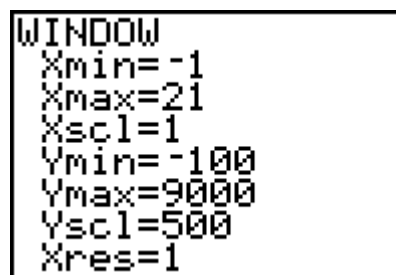 WINDOW
Xmin=-1
Xmax=21
Xscl=1
Ymin=-100
Ymax=9000
Yscl=500
Xres=1